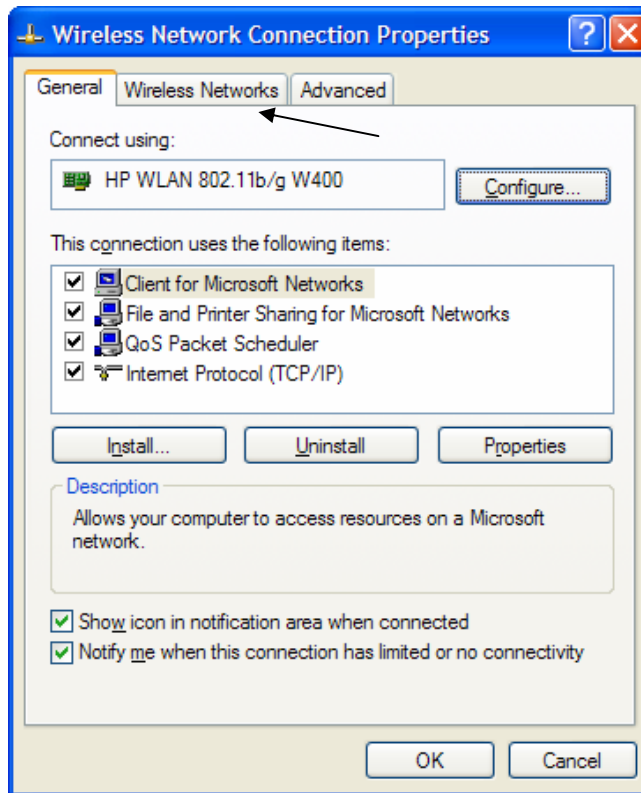 Wireless Network Connection Properties
General Wireless Networks Advanced
Connect using:
HP WLAN 802.11b/g W400
Configure...
This connection uses the following items:
Client for Microsoft Networks
File and Printer Sharing for Microsoft Networks
QoS Packet Scheduler
Internet Protocol (TCP/IP)
Install... Uninstall Properties
Description
Allows your computer to access resources on a Microsoft
network.
Show icon in notification area when connected
Notify me when this connection has limited or no connectivity
OK Cancel